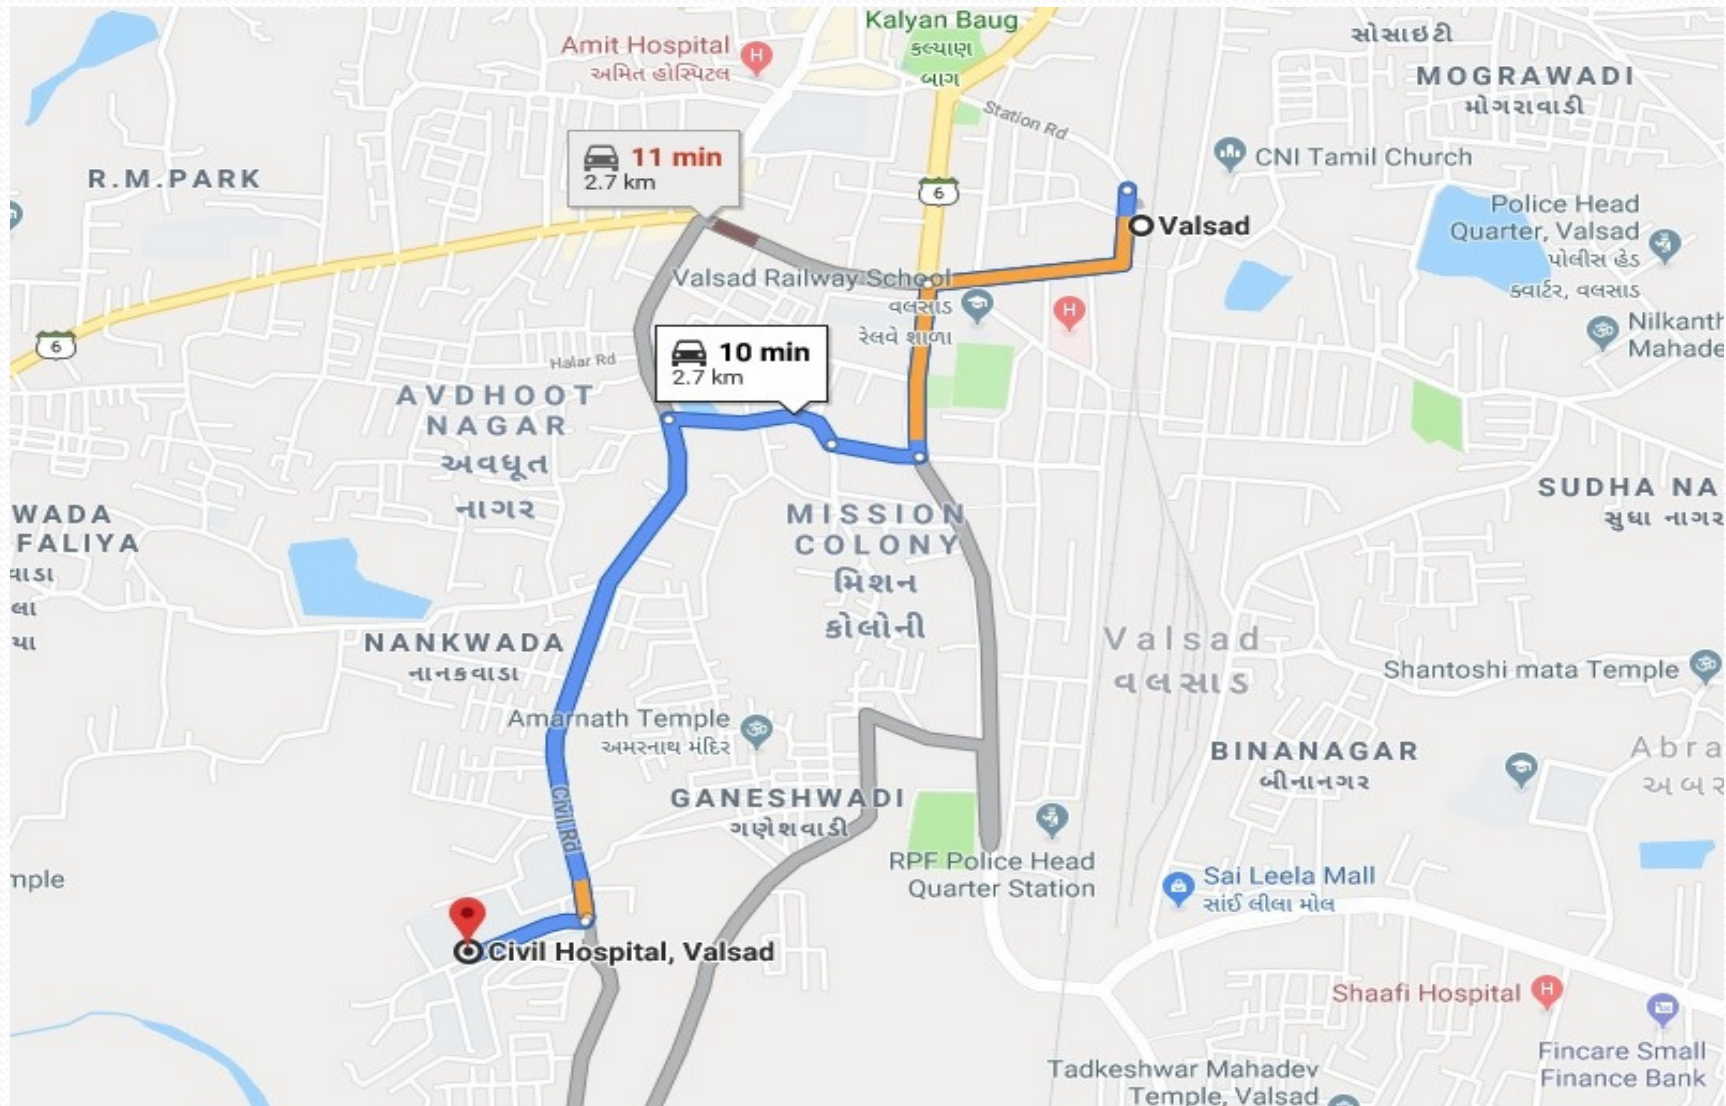 Kalyan Baug
કલ્યાણ
બાગ
Amit Hospital
અમિત હોસ્પિટલ
H
સોસાઇટી
MOGRAWADI
મોગરાવાડી
Station Rd
11 min
2.7 km
CNI Tamil Church
R.M.PARK
6
Valsad
Police Head
Quarter, Valsad
પોલીસ હેડ
ક્વાર્ટર, વલસાડ
Valsad Railway School
વલસાડ
રેલવે શાળા
H
Nilkanth
Mahade
6
Halar Rd
10 min
2.7 km
AVDHOOT
NAGAR
અવધૂત
નાગર
WADA
FALIYA
વાડા
લા
યા
MISSION
COLONY
મિશન
કોલોની
SUDHA NA
સુધા નાગર
NANKWADA
નાનકવાડા
Valsad
વલસાડ
Shantoshi mata Temple
Amarnath Temple
અમરનાથ મંદિર
BINANAGAR
બીનાનગર
Abra
અબર
Civil Rd
GANESHWADI
ગણેશવાડી
RPF Police Head
Quarter Station
Sai Leela Mall
સાંઈ લીલા મોલ
mple
Civil Hospital, Valsad
Shaafi Hospital
H
Fincare Small
Finance Bank
Tadkeshwar Mahadev
Temple, Valsad